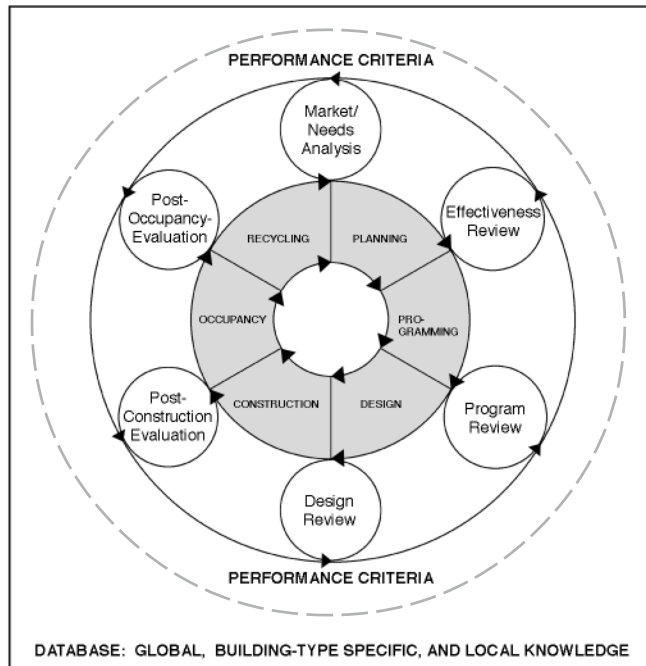 PERFORMANCE CRITERIA
Market/
Needs
Analysis
Post-
Occupancy-
Evaluation
Effectiveness
Review
RECYCLING
PLANNING
OCCUPANCY
PRO-
GRAMMING
CONSTRUCTION
DESIGN
Post-
Construction
Evaluation
Program
Review
Design
Review
PERFORMANCE CRITERIA
DATABASE: GLOBAL, BUILDING-TYPE SPECIFIC, AND LOCAL KNOWLEDGE